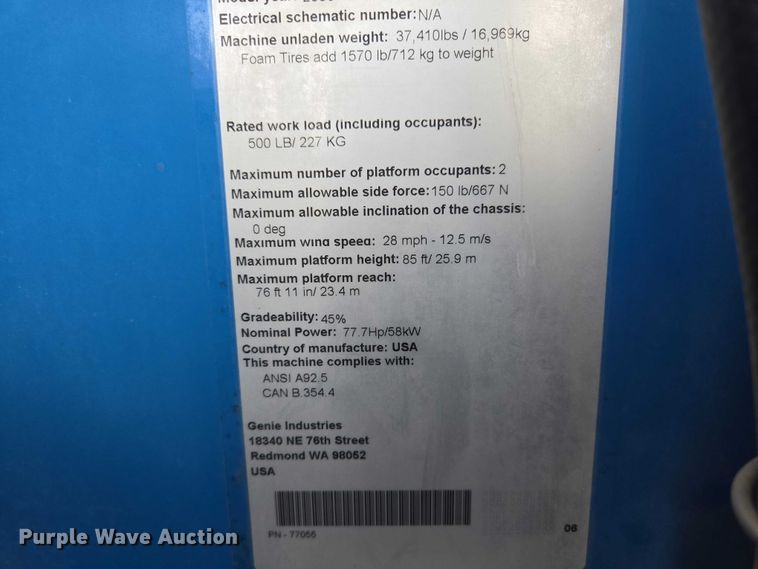 Electrical schematic number: N/A
Machine unladen weight: 37,410lbs / 16,969kg
Foam Tires add 1570 lb/712 kg to weight
Rated work load (including occupants):
500 LB/ 227 KG
Maximum number of platform occupants: 2
Maximum allowable side force: 150 lb/667 N
Maximum allowable inclination of the chassis:
0 deg
Maximum wind speed: 28 mph - 12.5 m/s
Maximum platform height: 85 ft/ 25.9 m
Maximum platform reach:
76 ft 11 in/ 23.4 m
Gradeability: 45%
Nominal Power: 77.7Hp/58kW
Country of manufacture: USA
This machine complies with:
ANSI A92.5
CAN B.354.4
Genie Industries
18340 NE 76th Street
Redmond WA 98052
USA
PN - 77055
06
Purple Wave Auction